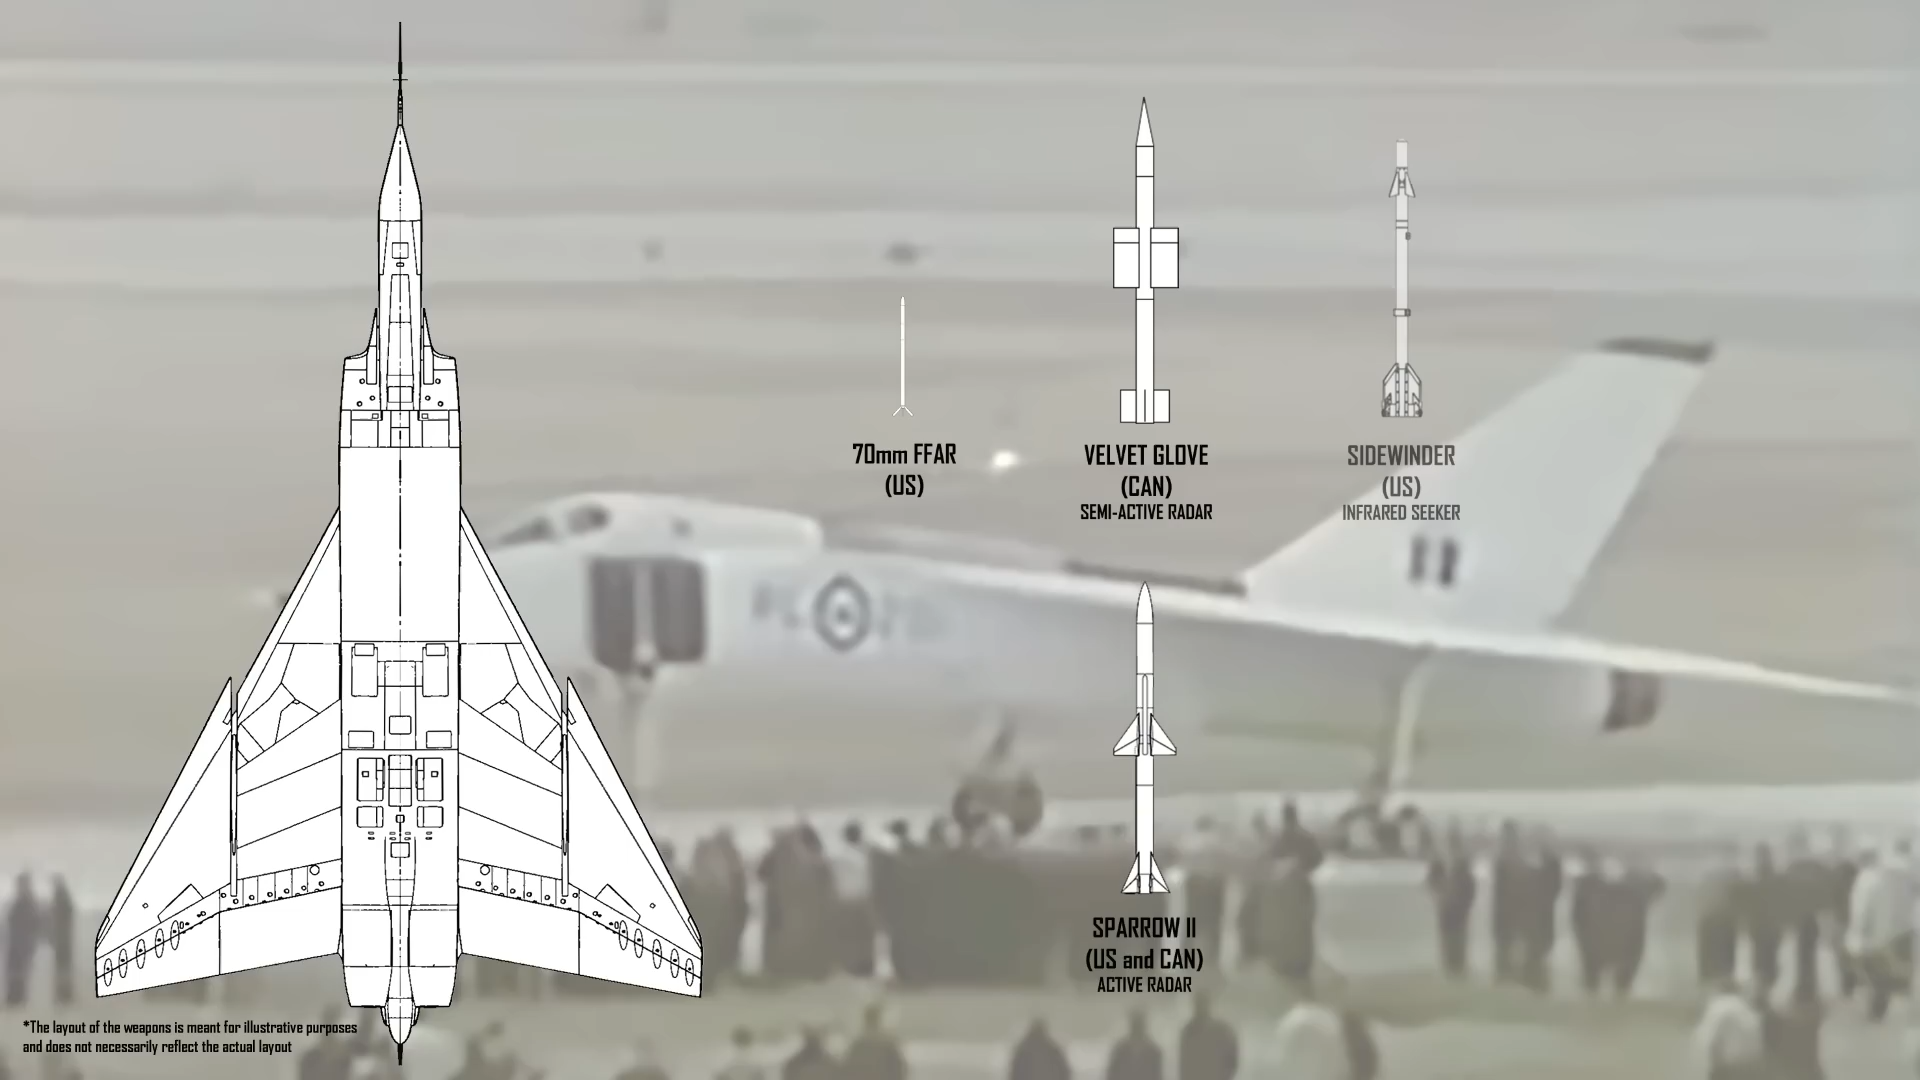 70mm FFAR
(US)
VELVET GLOVE
(CAN)
SEMI-ACTIVE RADAR
SIDEWINDER
(US)
INFRARED SEEKER
SPARROW II
(US and CAN)
ACTIVE RADAR
*The layout of the weapons is meant for illustrative purposes
and does not necessarily reflect the actual layout